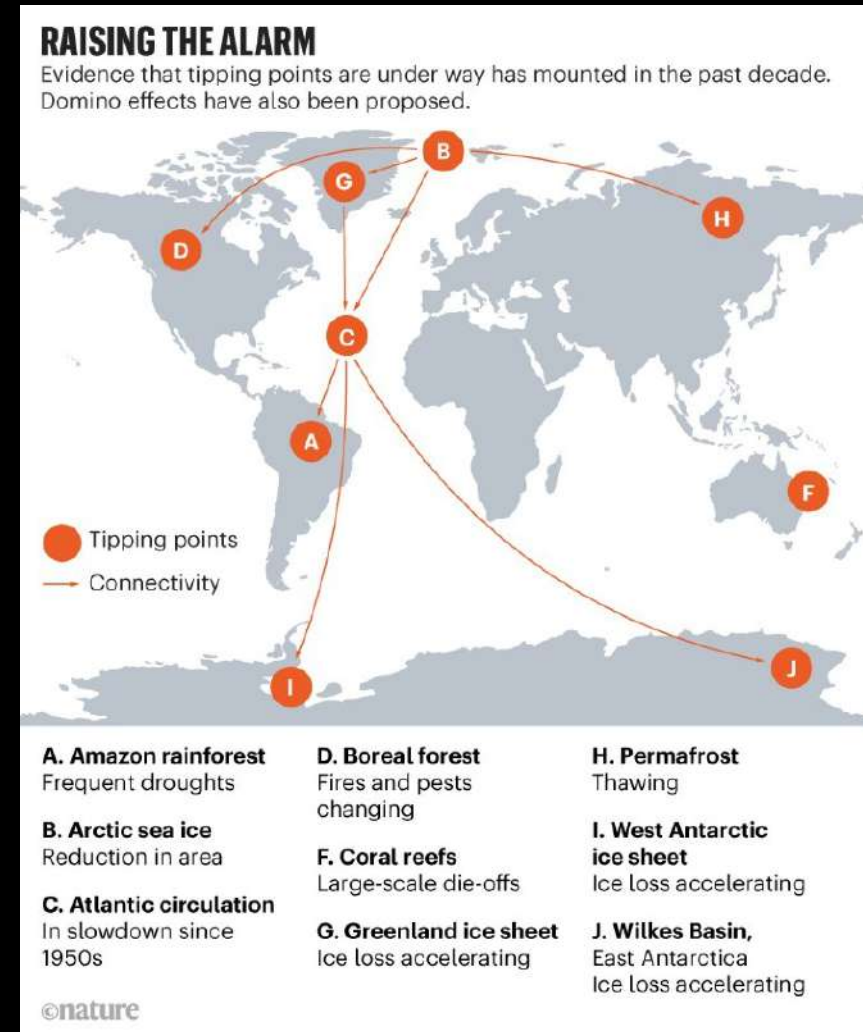 RAISING THE ALARM
Evidence that tipping points are under way has mounted in the past decade.
Domino effects have also been proposed.
B
G
H
D
C
A
F
Tipping points
Connectivity
I
J
A. Amazon rainforest
Frequent droughts
B. Arctic sea ice
Reduction in area
C. Atlantic circulation
In slowdown since
1950s
D. Boreal forest
Fires and pests
changing
F. Coral reefs
Large-scale die-offs
G. Greenland ice sheet
Ice loss accelerating
H. Permafrost
Thawing
I. West Antarctic
ice sheet
Ice loss accelerating
J. Wilkes Basin,
East Antarctica
Ice loss accelerating
©nature